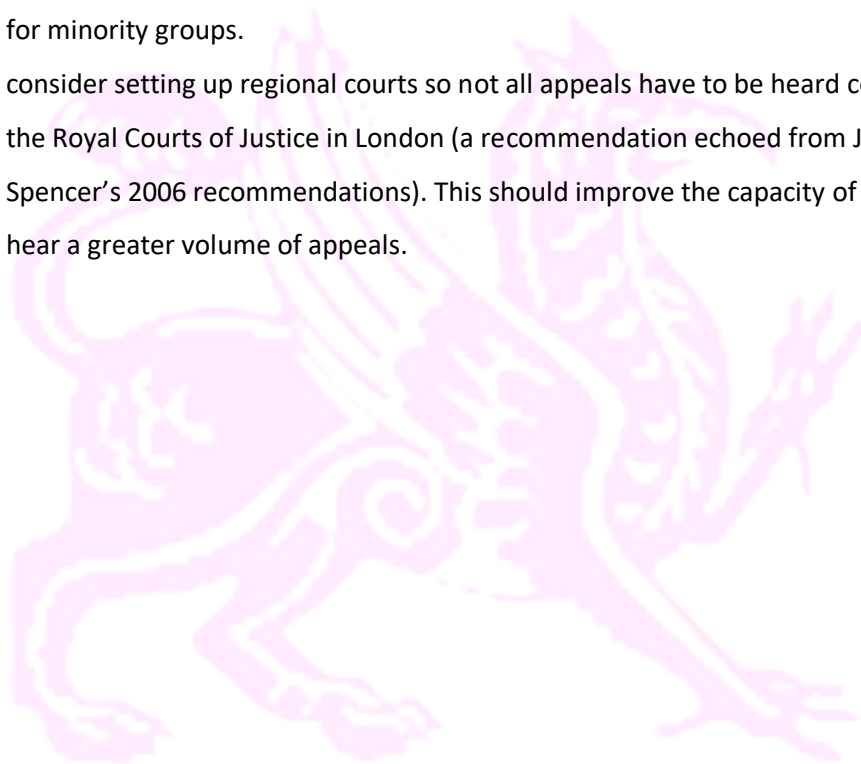 for minority groups.
consider setting up regional courts so not all appeals have to be heard
the Royal Courts of Justice in London (a recommendation echoed from J
Spencer’s 2006 recommendations). This should improve the capacity of
hear a greater volume of appeals.